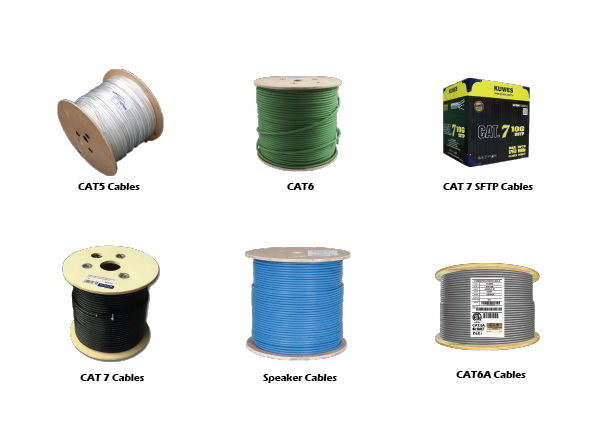 KUWES
CAT.7 10G
SFTP
CAT5 Cables
CAT6
CAT 7 SFTP Cables
CAT6A
CAT 7 Cables
Speaker Cables
CAT6A Cables